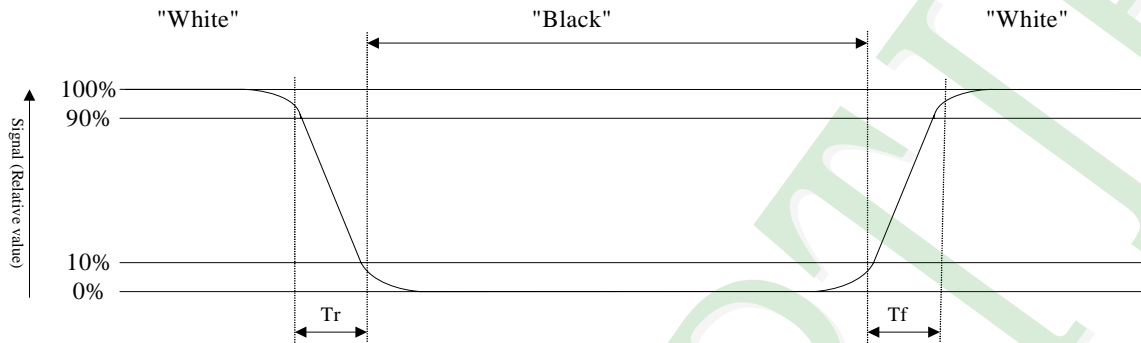 "White" "Black" "White"
100%
90%
Signal (Relative value)
10%
0%
Tr Tf